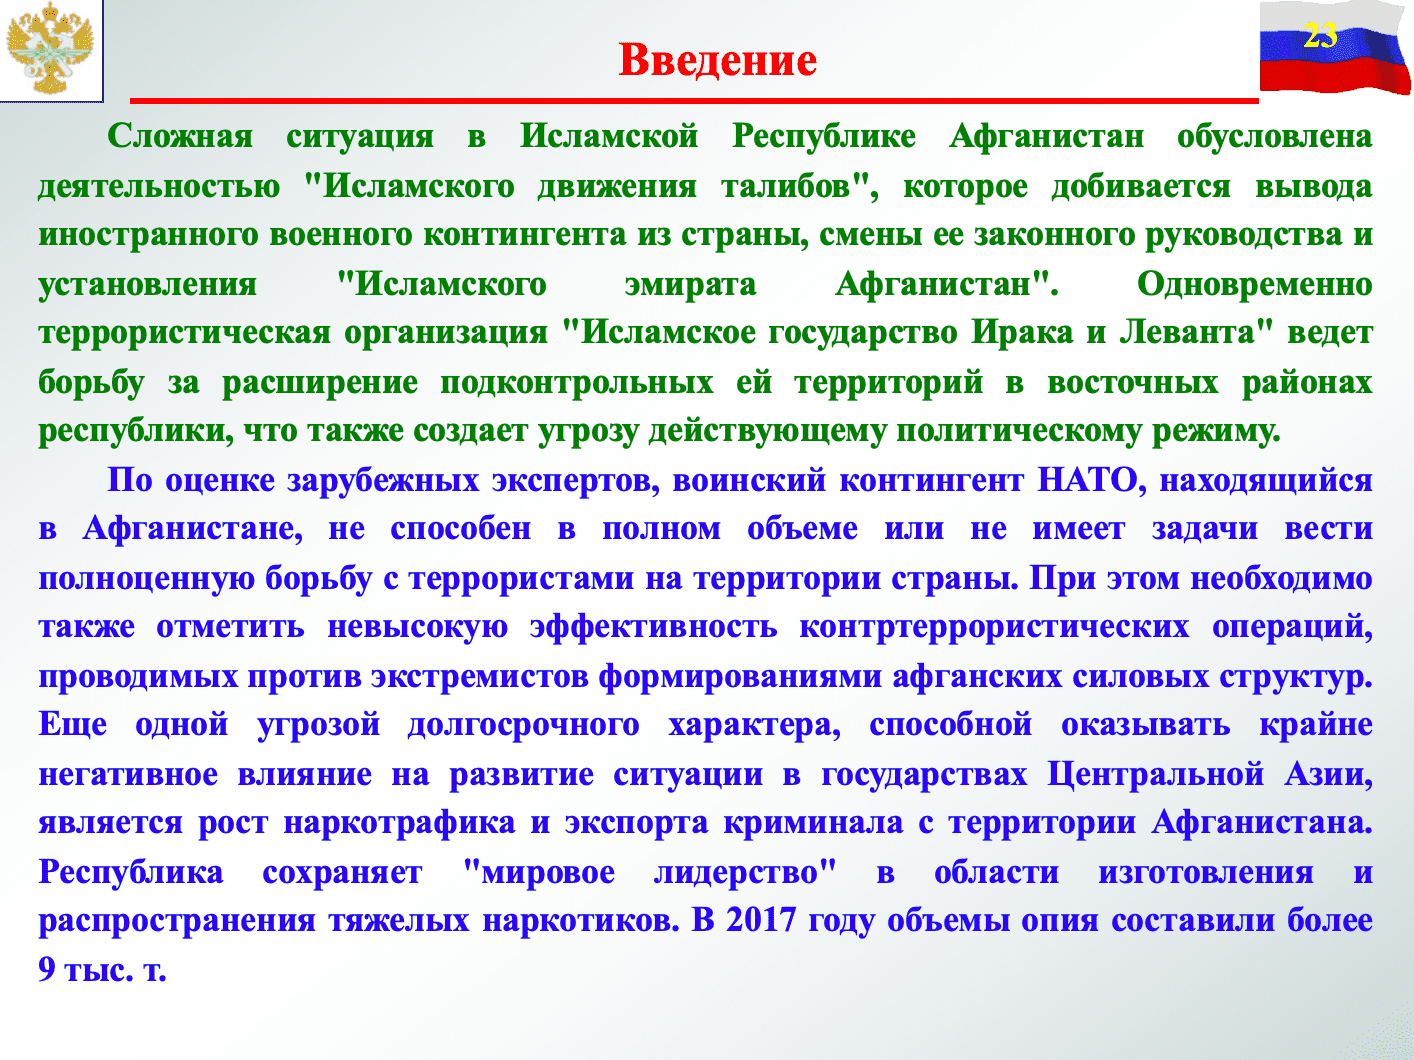 23
Введение
Сложная ситуация в Исламской Республике Афганистан обусловлена
деятельностью "Исламского движения талибов", которое добивается вывода
иностранного военного контингента из страны, смены ее законного руководства и
установления "Исламского эмирата Афганистан". Одновременно
террористическая организация "Исламское государство Ирака и Леванта" ведет
борьбу за расширение подконтрольных ей территорий в восточных районах
республики, что также создает угрозу действующему политическому режиму.
По оценке зарубежных экспертов, воинский контингент НАТО, находящийся
в Афганистане, не способен в полном объеме или не имеет задачи вести
полноценную борьбу с террористами на территории страны. При этом необходимо
также отметить невысокую эффективность контртеррористических операций,
проводимых против экстремистов формированиями афганских силовых структур.
Еще одной угрозой долгосрочного характера, способной оказывать крайне
негативное влияние на развитие ситуации в государствах Центральной Азии,
является рост наркотрафика и экспорта криминала с территории Афганистана.
Республика сохраняет "мировое лидерство" в области изготовления и
распространения тяжелых наркотиков. В 2017 году объемы опия составили более
9 тыс. т.